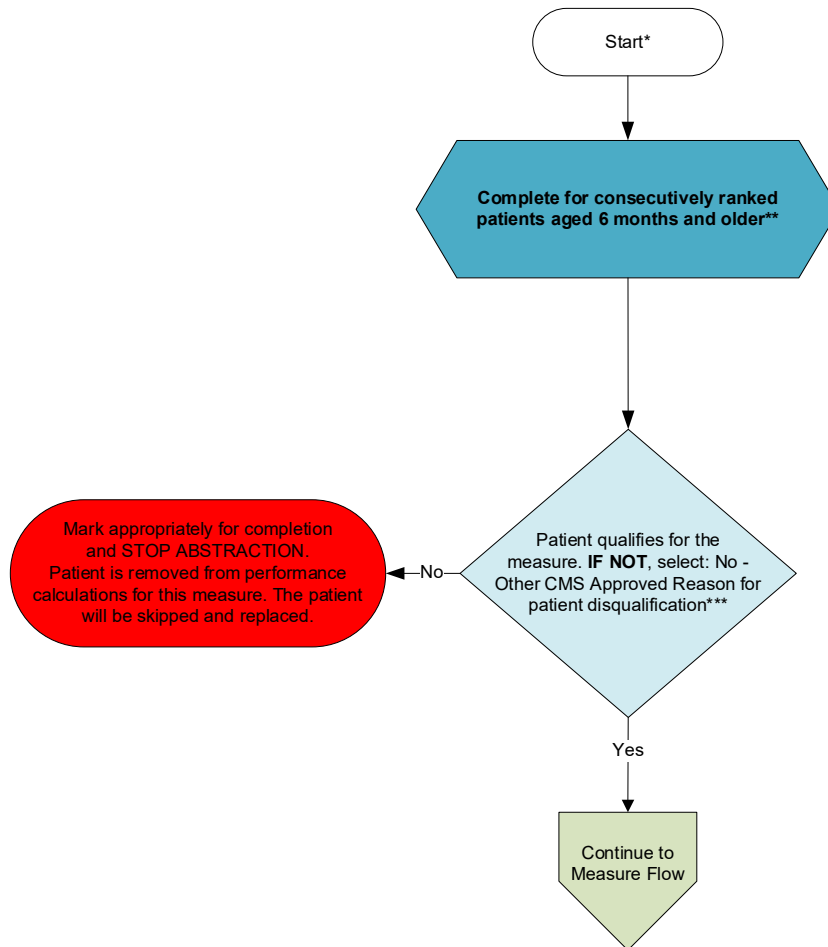 Start*
Complete for consecutively ranked
patients aged 6 months and older**
Patient qualifies for the
measure. IF NOT, select: No -
Other CMS Approved Reason for
patient disqualification***
No
Mark appropriately for completion
and STOP ABSTRACTION.
Patient is removed from performance
calculations for this measure. The patient
will be skipped and replaced.
Yes
Continue to
Measure Flow